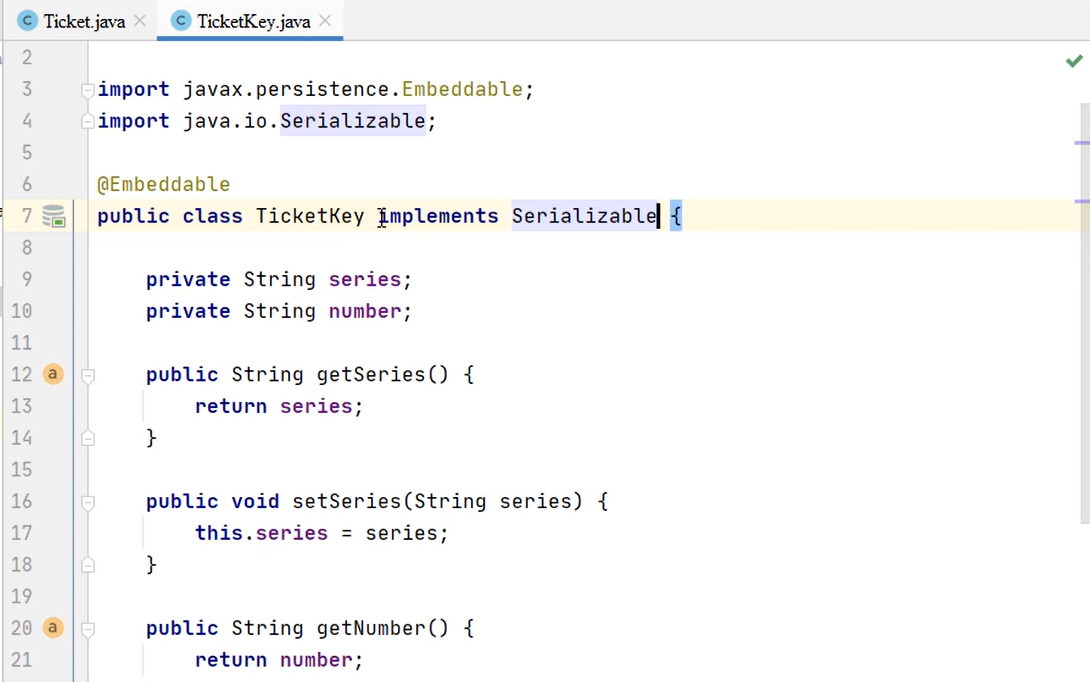 C Ticket.java × C TicketKey.java ×
2
3 import javax.persistence.Embeddable;
4 import java.io.Serializable;
5
6 @Embeddable
7 public class TicketKey implements Serializable {
8
9 private String series;
10 private String number;
11
12 a public String getSeries() {
13 return series;
14 }
15
16 public void setSeries(String series) {
17 this.series = series;
18 }
19
20 a public String getNumber() {
21 return number;